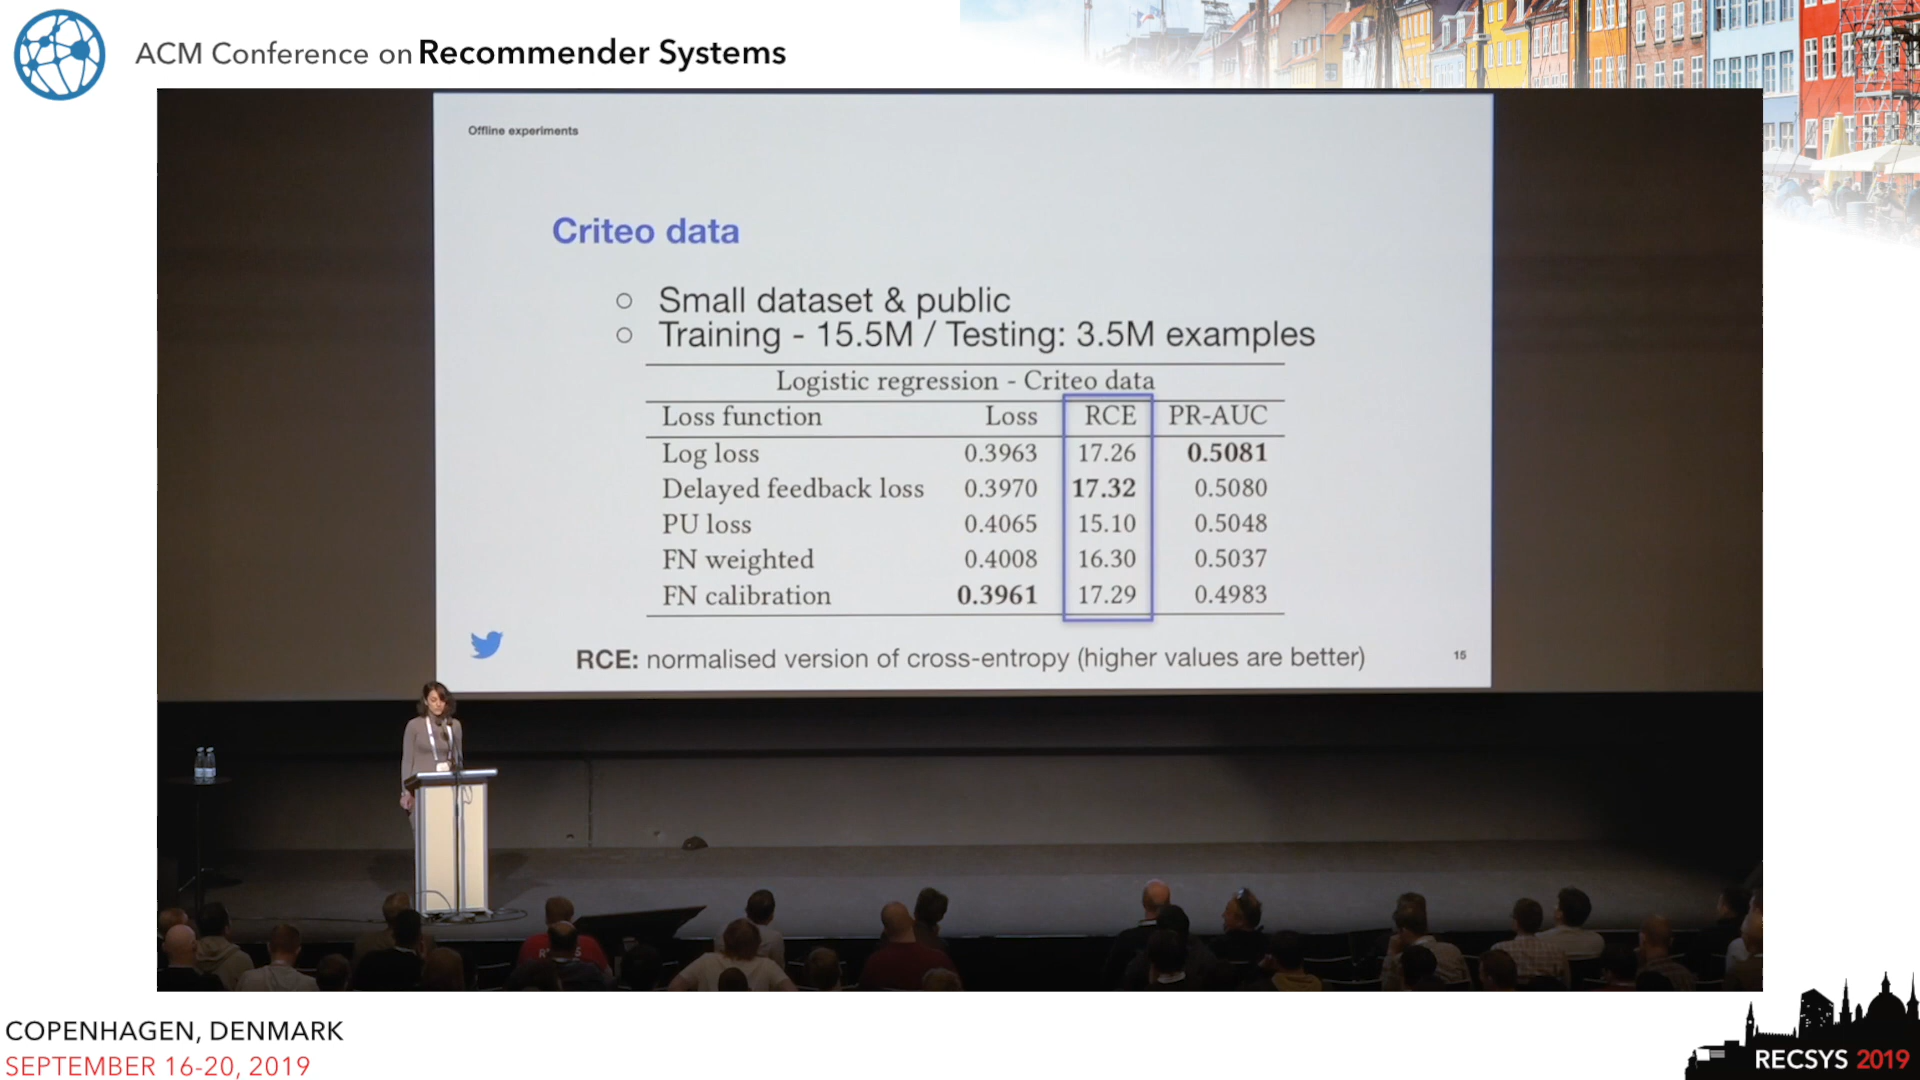 ACM Conference on Recommender Systems
Offline experiments
Criteo data
○ Small dataset & public
○ Training - 15.5M / Testing: 3.5M examples
Logistic regression - Criteo data
Loss function Loss RCE PR-AUC
Log loss 0.3963 17.26 0.5081
Delayed feedback loss 0.3970 17.32 0.5080
PU loss 0.4065 15.10 0.5048
FN weighted 0.4008 16.30 0.5037
FN calibration 0.3961 17.29 0.4983
RCE: normalised version of cross-entropy (higher values are better)
15
COPENHAGEN, DENMARK
SEPTEMBER 16-20, 2019
RECSYS 2019